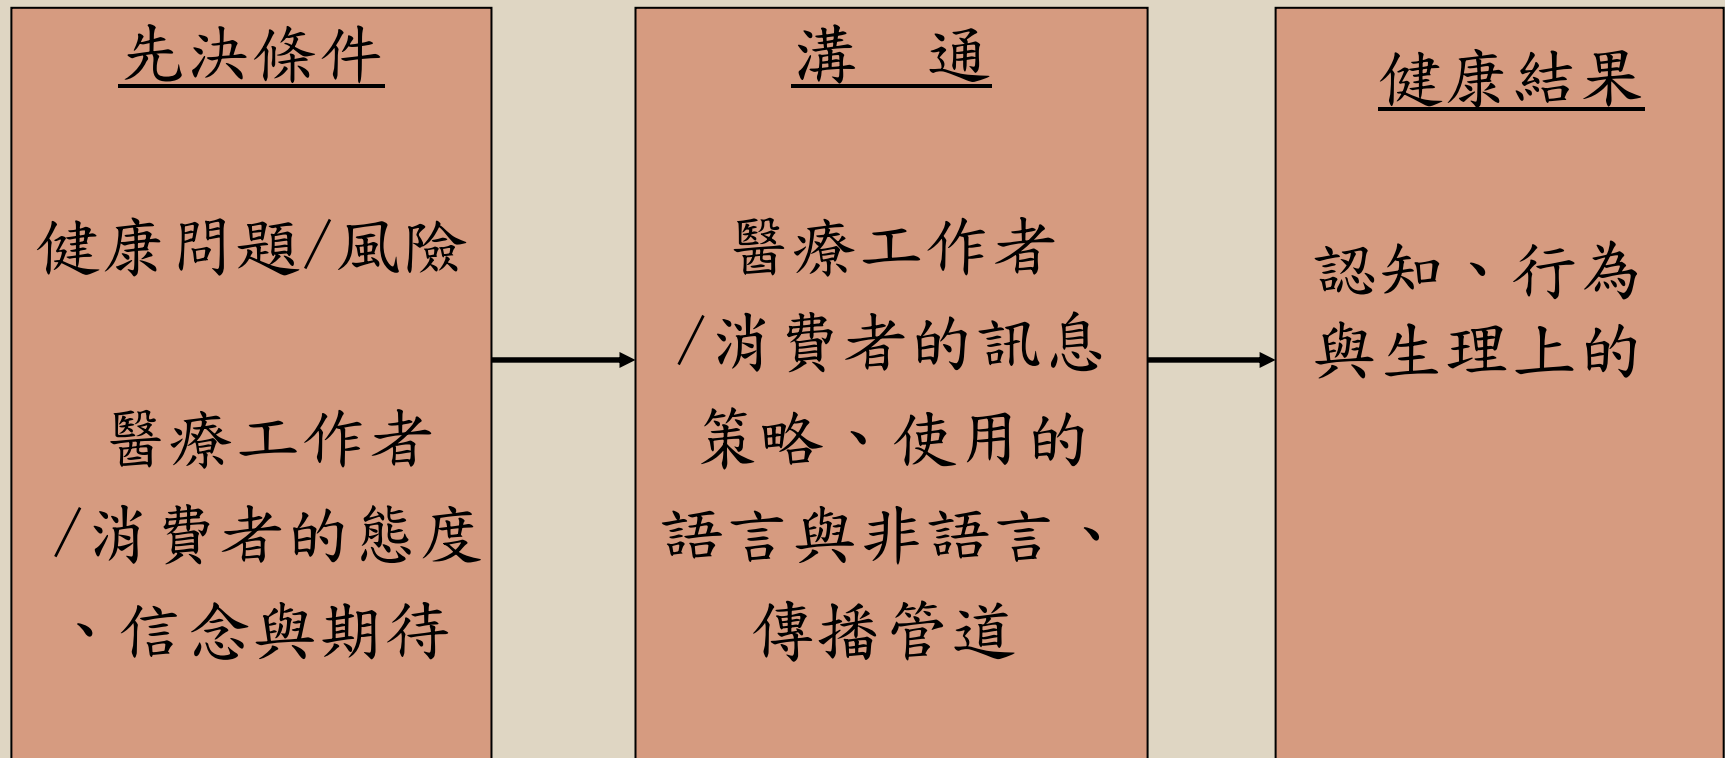 先決條件
健康問題/風險
醫療工作者
/消費者的態度
、信念與期待
溝 通
醫療工作者
/消費者的訊息
策略、使用的
語言與非語言、
傳播管道
健康結果
認知、行為
與生理上的